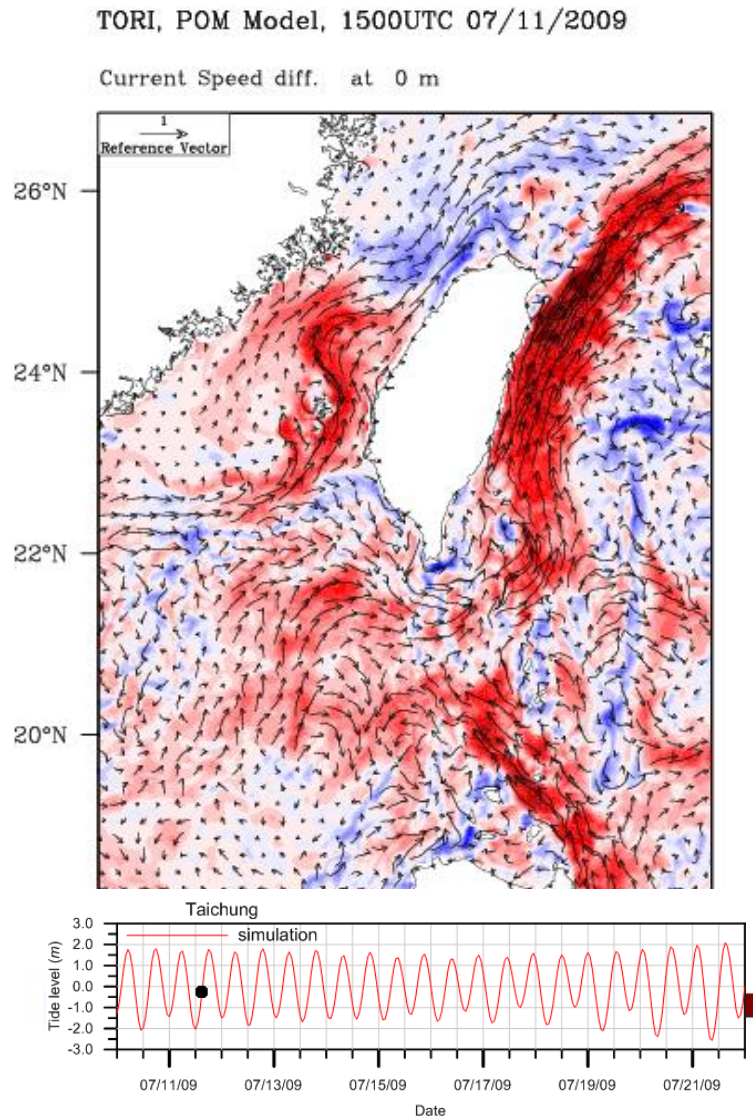 TORI, POM Model, 1500UTC 07/11/2009
Current Speed diff. at 0 m
1
Reference Vector
26°N
24°N
22°N
20°N
Taichung
simulation
Tide level (m)
3.0
2.0
1.0
0.0
-1.0
-2.0
-3.0
07/11/09 07/13/09 07/15/09 07/17/09 07/19/09 07/21/09
Date